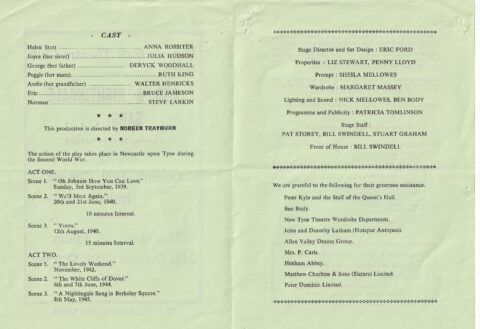 · CAST ·
Helen Stott ANNA ROSSITER
Joyce (her sister) JULIA HUDSON
George (her father) DERYCK WOODHALL
Peggie (her mam) RUTH KING
Andie (her grandfather) WALTER HENRICKS
Eric BRUCE JAMESON
Norman STEVE LARKIN
* * *
This production is directed by NOREEN TRAYHURN
* * *
The action of the play takes place in Newcastle upon Tyne during
the Second World War.
ACT ONE.
Scene 1. “Oh Johnnie How You Can Love.”
Sunday, 3rd September, 1939.
Scene 2. “We'll Meet Again.”
20th and 21st June, 1940.
10 minutes Interval.
Scene 3. “Yours.”
12th August, 1940.
15 minutes Interval.
ACT TWO.
Scene 1. “The Lovely Weekend.”
November, 1942.
Scene 2. “The White Cliffs of Dover.”
6th and 7th June, 1944.
Scene 3. “A Nightingale Sang in Berkeley Square.”
8th May, 1945.
Stage Director and Set Design : ERIC FORD
Properties : LIZ STEWART, PENNY LLOYD
Prompt : SHEILA MELLOWES
Wardrobe : MARGARET MASSEY
Lighting and Sound : NICK MELLOWES, BEN BODY
Programme and Publicity : PATRICIA TOMLINSON
Stage Staff :
PAT STOREY, BILL SWINDELL, STUART GRAHAM
Front of House : BILL SWINDELL
We are grateful to the following for their generous assistance.
Peter Kyle and the Staff of the Queen's Hall.
Ben Body.
New Tyne Theatre Wardrobe Department.
John and Dorothy Latham (Hotspur Antiques).
Allen Valley Drama Group.
Mrs. P. Caris.
Hexham Abbey.
Matthew Charlton & Sons (Slaters) Limited.
Peter Dominic Limited.